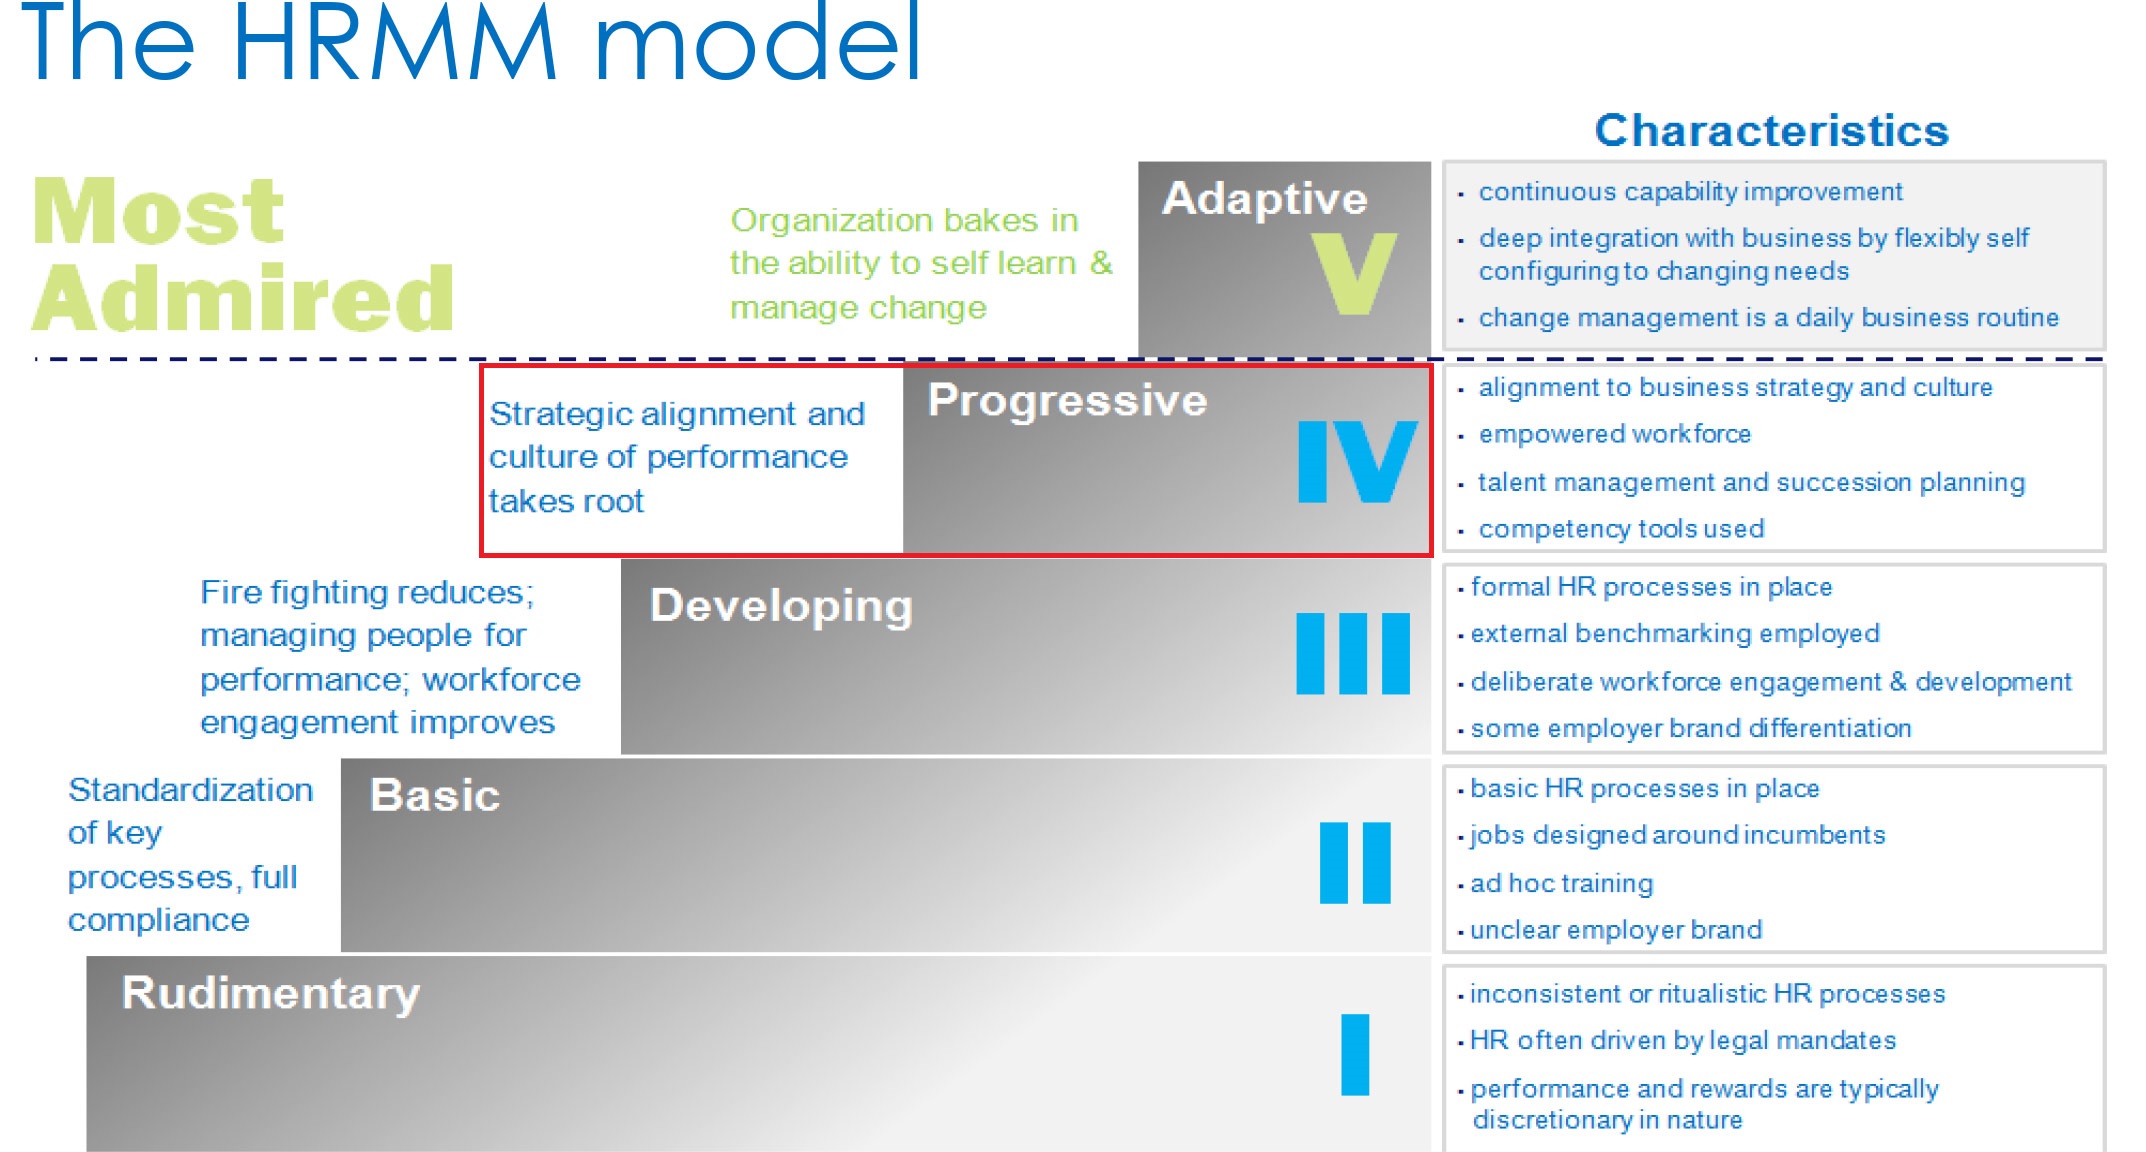 The HRMM model
Characteristics
Most
Admired
Organization bakes in
the ability to self learn &
manage change
Adaptive
V
· continuous capability improvement
· deep integration with business by flexibly self
configuring to changing needs
· change management is a daily business routine
Strategic alignment and
culture of performance
takes root
Progressive
IV
· alignment to business strategy and culture
· empowered workforce
· talent management and succession planning
· competency tools used
Fire fighting reduces;
managing people for
performance; workforce
engagement improves
Developing
III
· formal HR processes in place
· external benchmarking employed
· deliberate workforce engagement & development
· some employer brand differentiation
Standardization
of key
processes, full
compliance
Basic
II
· basic HR processes in place
· jobs designed around incumbents
· ad hoc training
· unclear employer brand
Rudimentary
I
· inconsistent or ritualistic HR processes
· HR often driven by legal mandates
· performance and rewards are typically
discretionary in nature